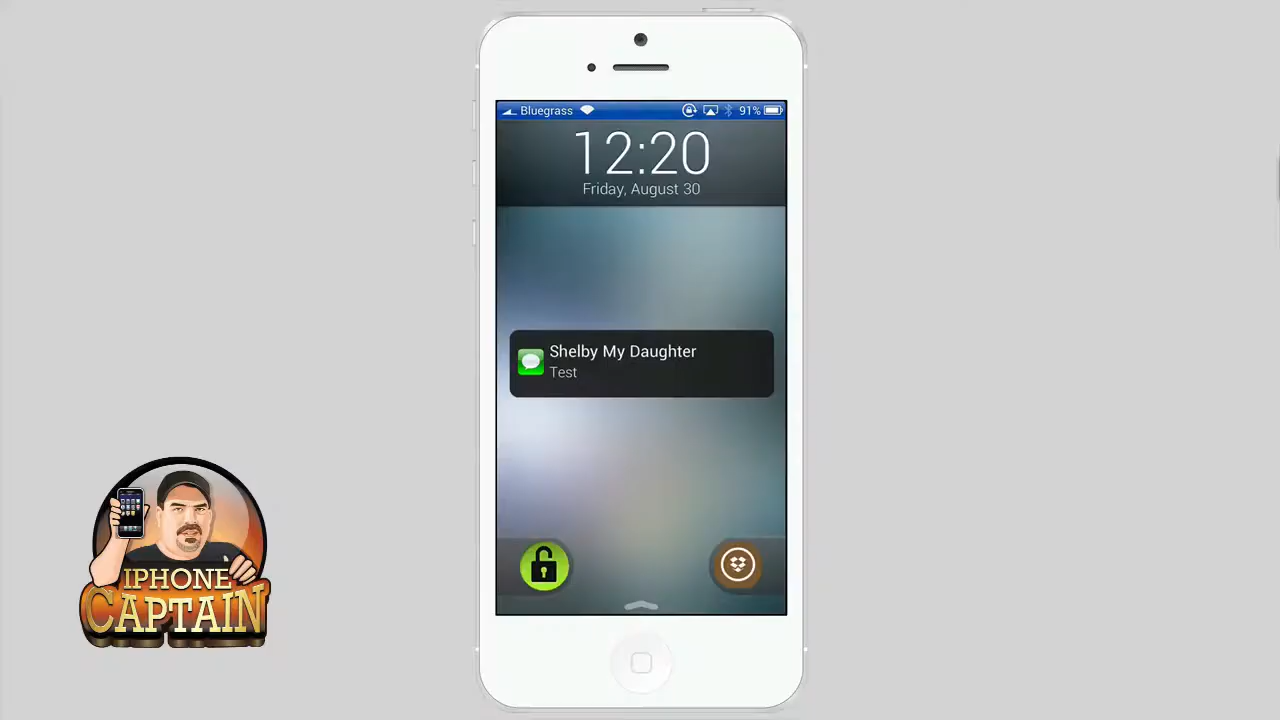 Bluegrass 91%
12:20
Friday, August 30
Shelby My Daughter
Test
IPHONE
CAPTAIN